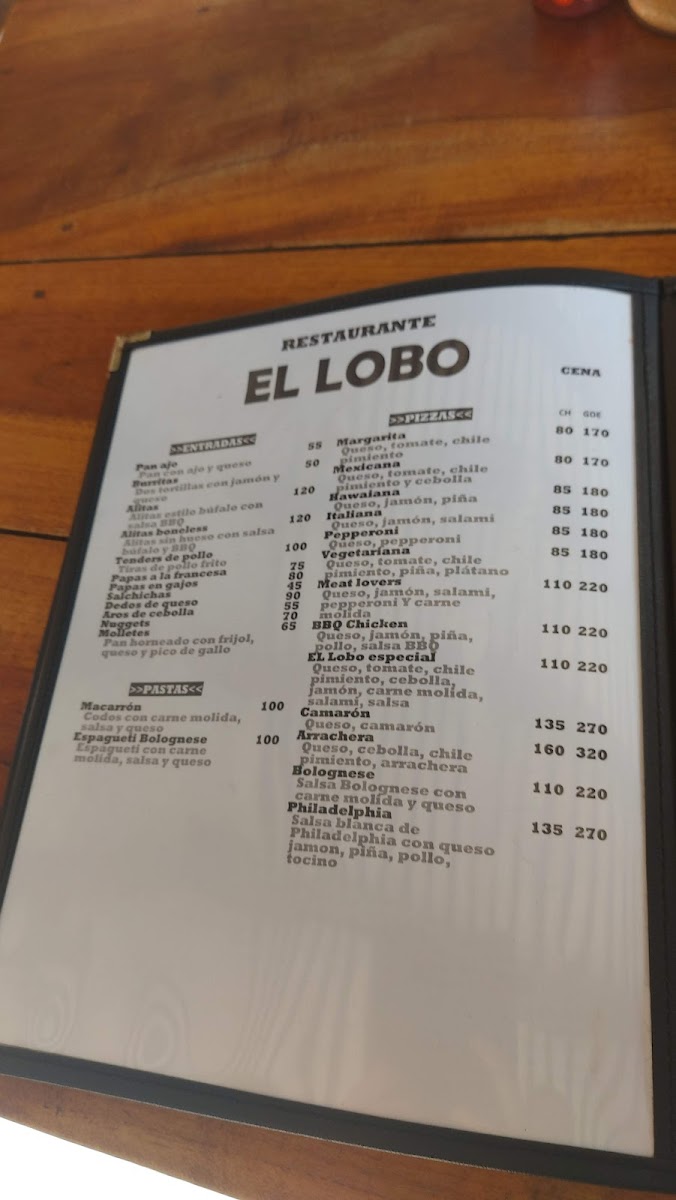 RESTAURANTE
EL LOBO
CENA
>>ENTRADAS<<
Pan ajo 55
Pan con ajo y queso
Burritas 50
Dos tortillas con jamón y
queso
Alitas 120
Alitas estilo búfalo con
salsa BBQ
Alitas boneless 120
Alitas sin hueso con salsa
búfalo y BBQ
Tenders de pollo 100
Tiras de pollo frito
Papas a la francesa 75
Papas en gajos 80
Salchichas 45
Dedos de queso 90
Aros de cebolla 55
Nuggets 70
Molletes 65
Pan horneado con frijol,
queso y pico de gallo
>>PASTAS<<
Macarrón 100
Codos con carne molida,
salsa y queso
Espagueti Bolognese 100
Espagueti con carne
molida, salsa y queso
>>PIZZAS<<
CH GDE
Margarita 80 170
Queso, tomate, chile
pimiento
Mexicana 80 170
Queso, tomate, chile
pimiento y cebolla
Hawaiana 85 180
Queso, jamón, piña
Italiana 85 180
Queso, jamón, salami
Pepperoni 85 180
Queso, pepperoni
Vegetariana 85 180
Queso, tomate, chile
pimiento, piña, plátano
Meat lovers 110 220
Queso, jamón, salami,
pepperoni Y carne
molida
BBQ Chicken 110 220
Queso, jamón, piña,
pollo, salsa BBQ
EL Lobo especial 110 220
Queso, tomate, chile
pimiento, cebolla,
jamón, carne molida,
salami, salsa
Camarón 135 270
Queso, camarón
Arrachera 160 320
Queso, cebolla, chile
pimiento, arrachera
Bolognese 110 220
Salsa Bolognese con
carne molida y queso
Philadelphia 135 270
Salsa blanca de
Philadelphia con queso
jamon, piña, pollo,
tocino